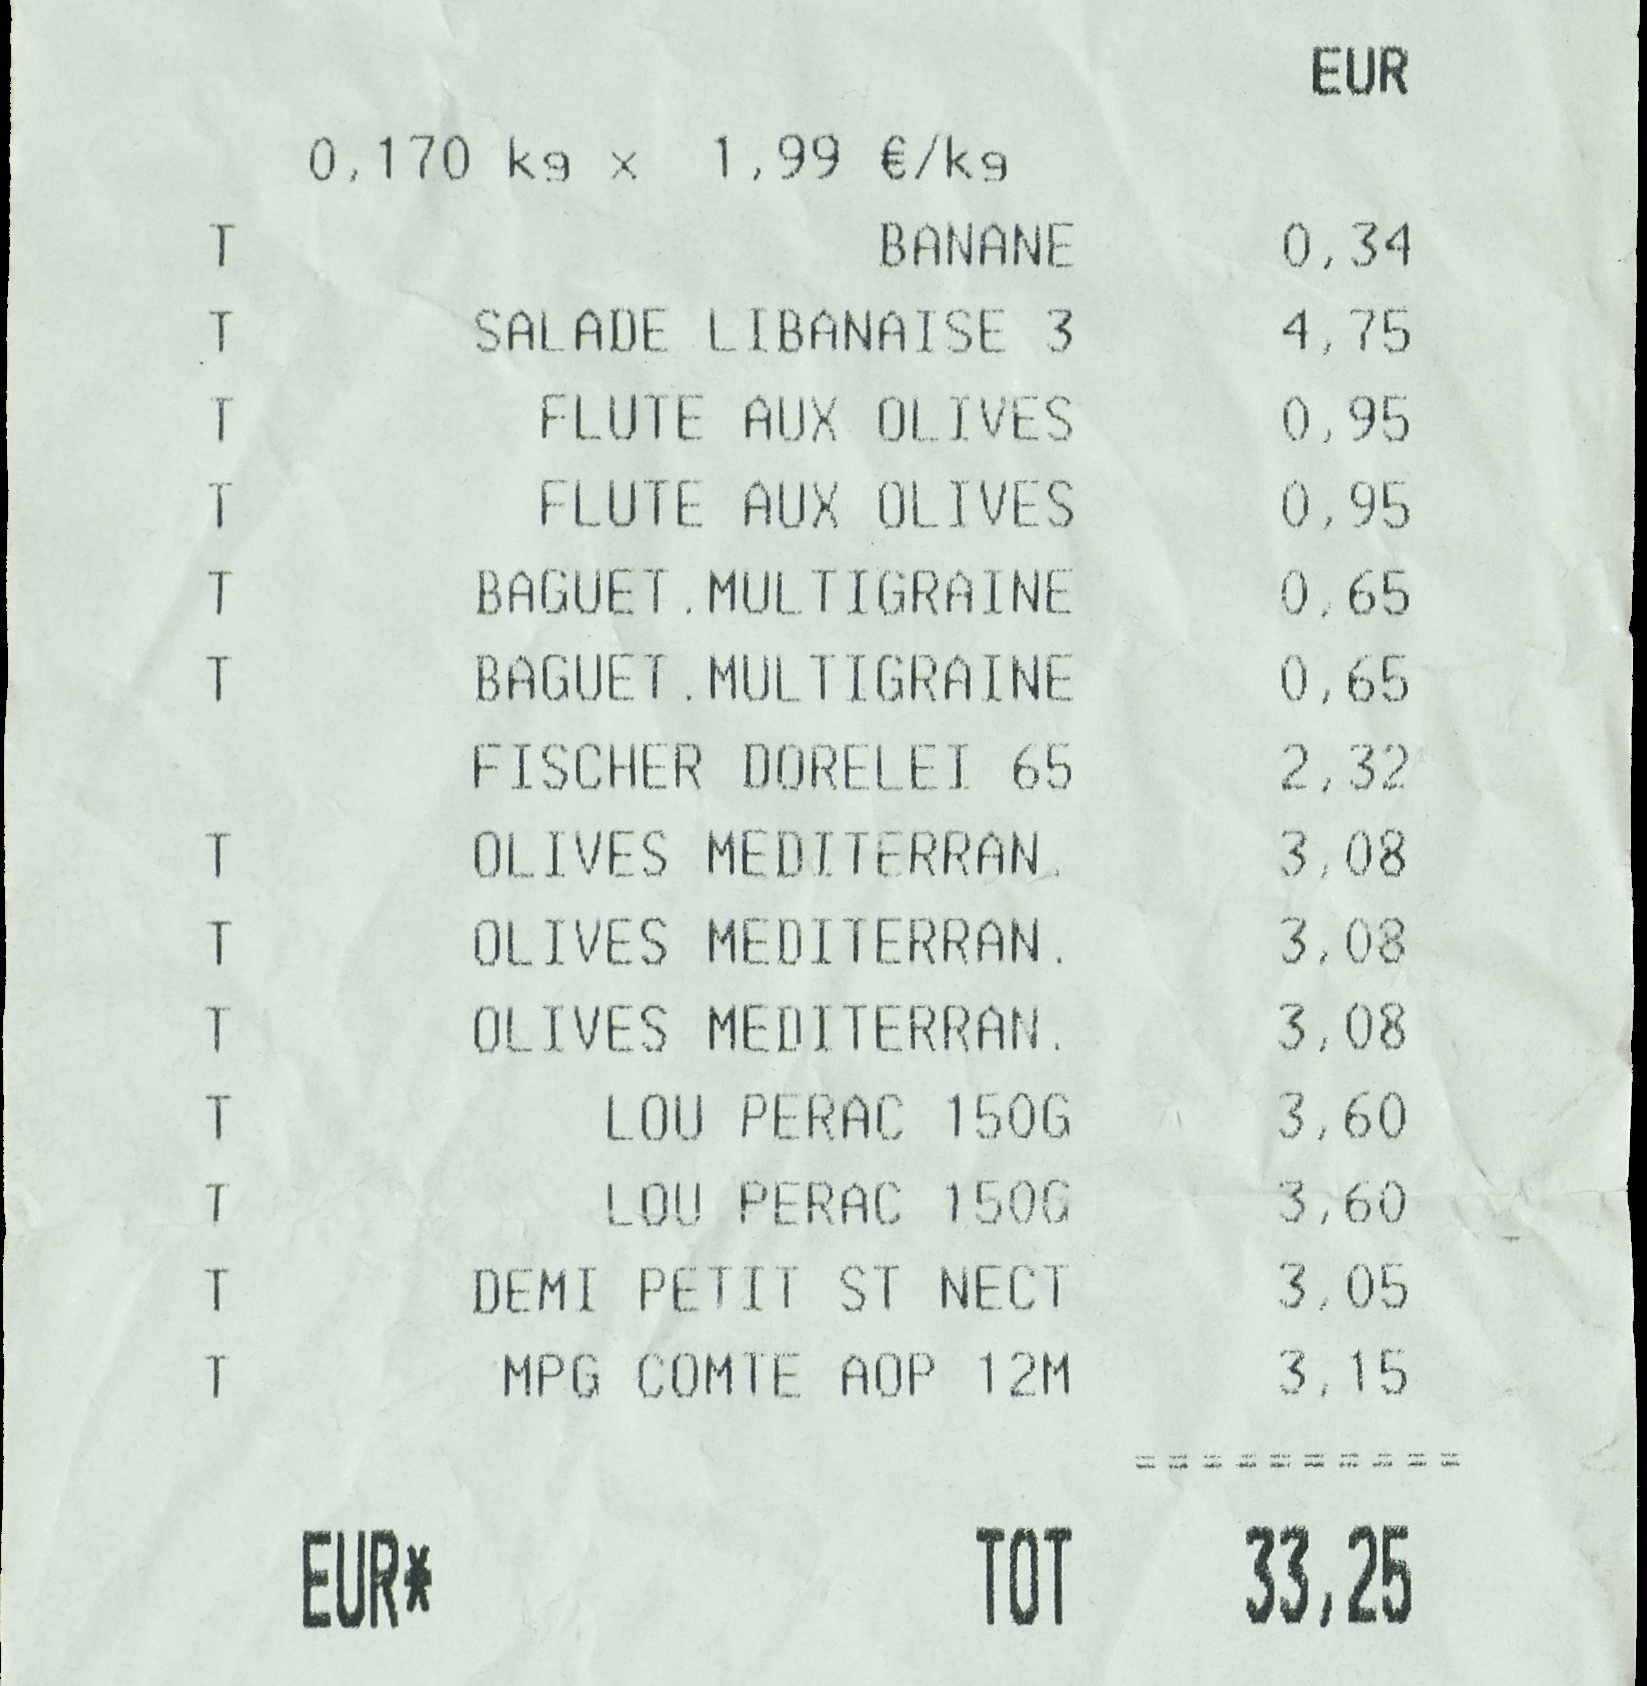 EUR
0,170 kg x 1,99 €/kg
T BANANE 0,34
T SALADE LIBANAISE 3 4,75
T FLUTE AUX OLIVES 0,95
T FLUTE AUX OLIVES 0,95
T BAGUET.MULTIGRAINE 0,65
T BAGUET.MULTIGRAINE 0,65
FISCHER DORELEI 65 2,32
T OLIVES MEDITERRAN. 3,08
T OLIVES MEDITERRAN. 3,08
T OLIVES MEDITERRAN. 3,08
T LOU PERAC 150G 3,60
T LOU PERAC 150G 3,60
T DEMI PETIT ST NECT 3,05
T MPG COMTE AOP 12M 3,15
==========
EUR* TOT 33,25